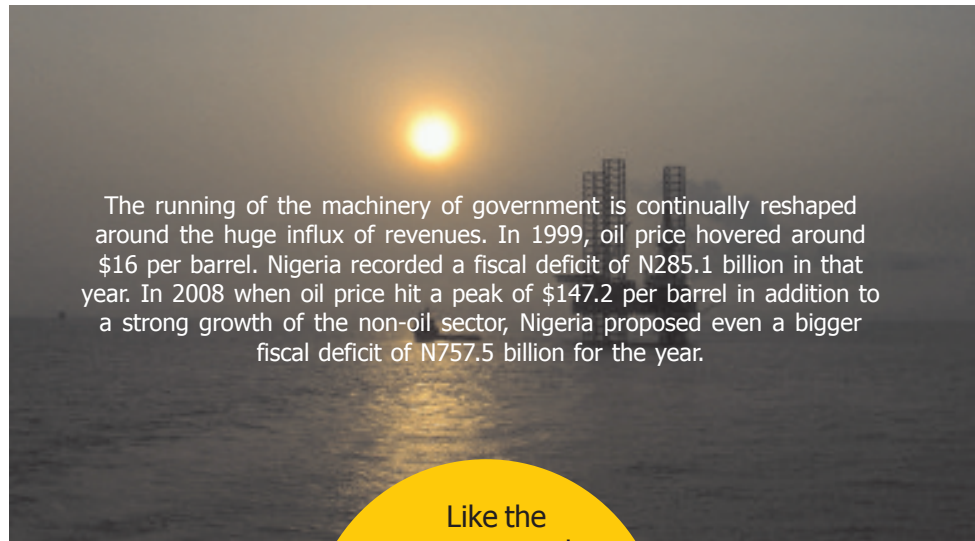 The running of the machinery of government is continually reshaped
around the huge influx of revenues. In 1999, oil price hovered around
$16 per barrel. Nigeria recorded a fiscal deficit of N285.1 billion in that
year. In 2008 when oil price hit a peak of $147.2 per barrel in addition to
a strong growth of the non-oil sector, Nigeria proposed even a bigger
fiscal deficit of N757.5 billion for the year.
Like the